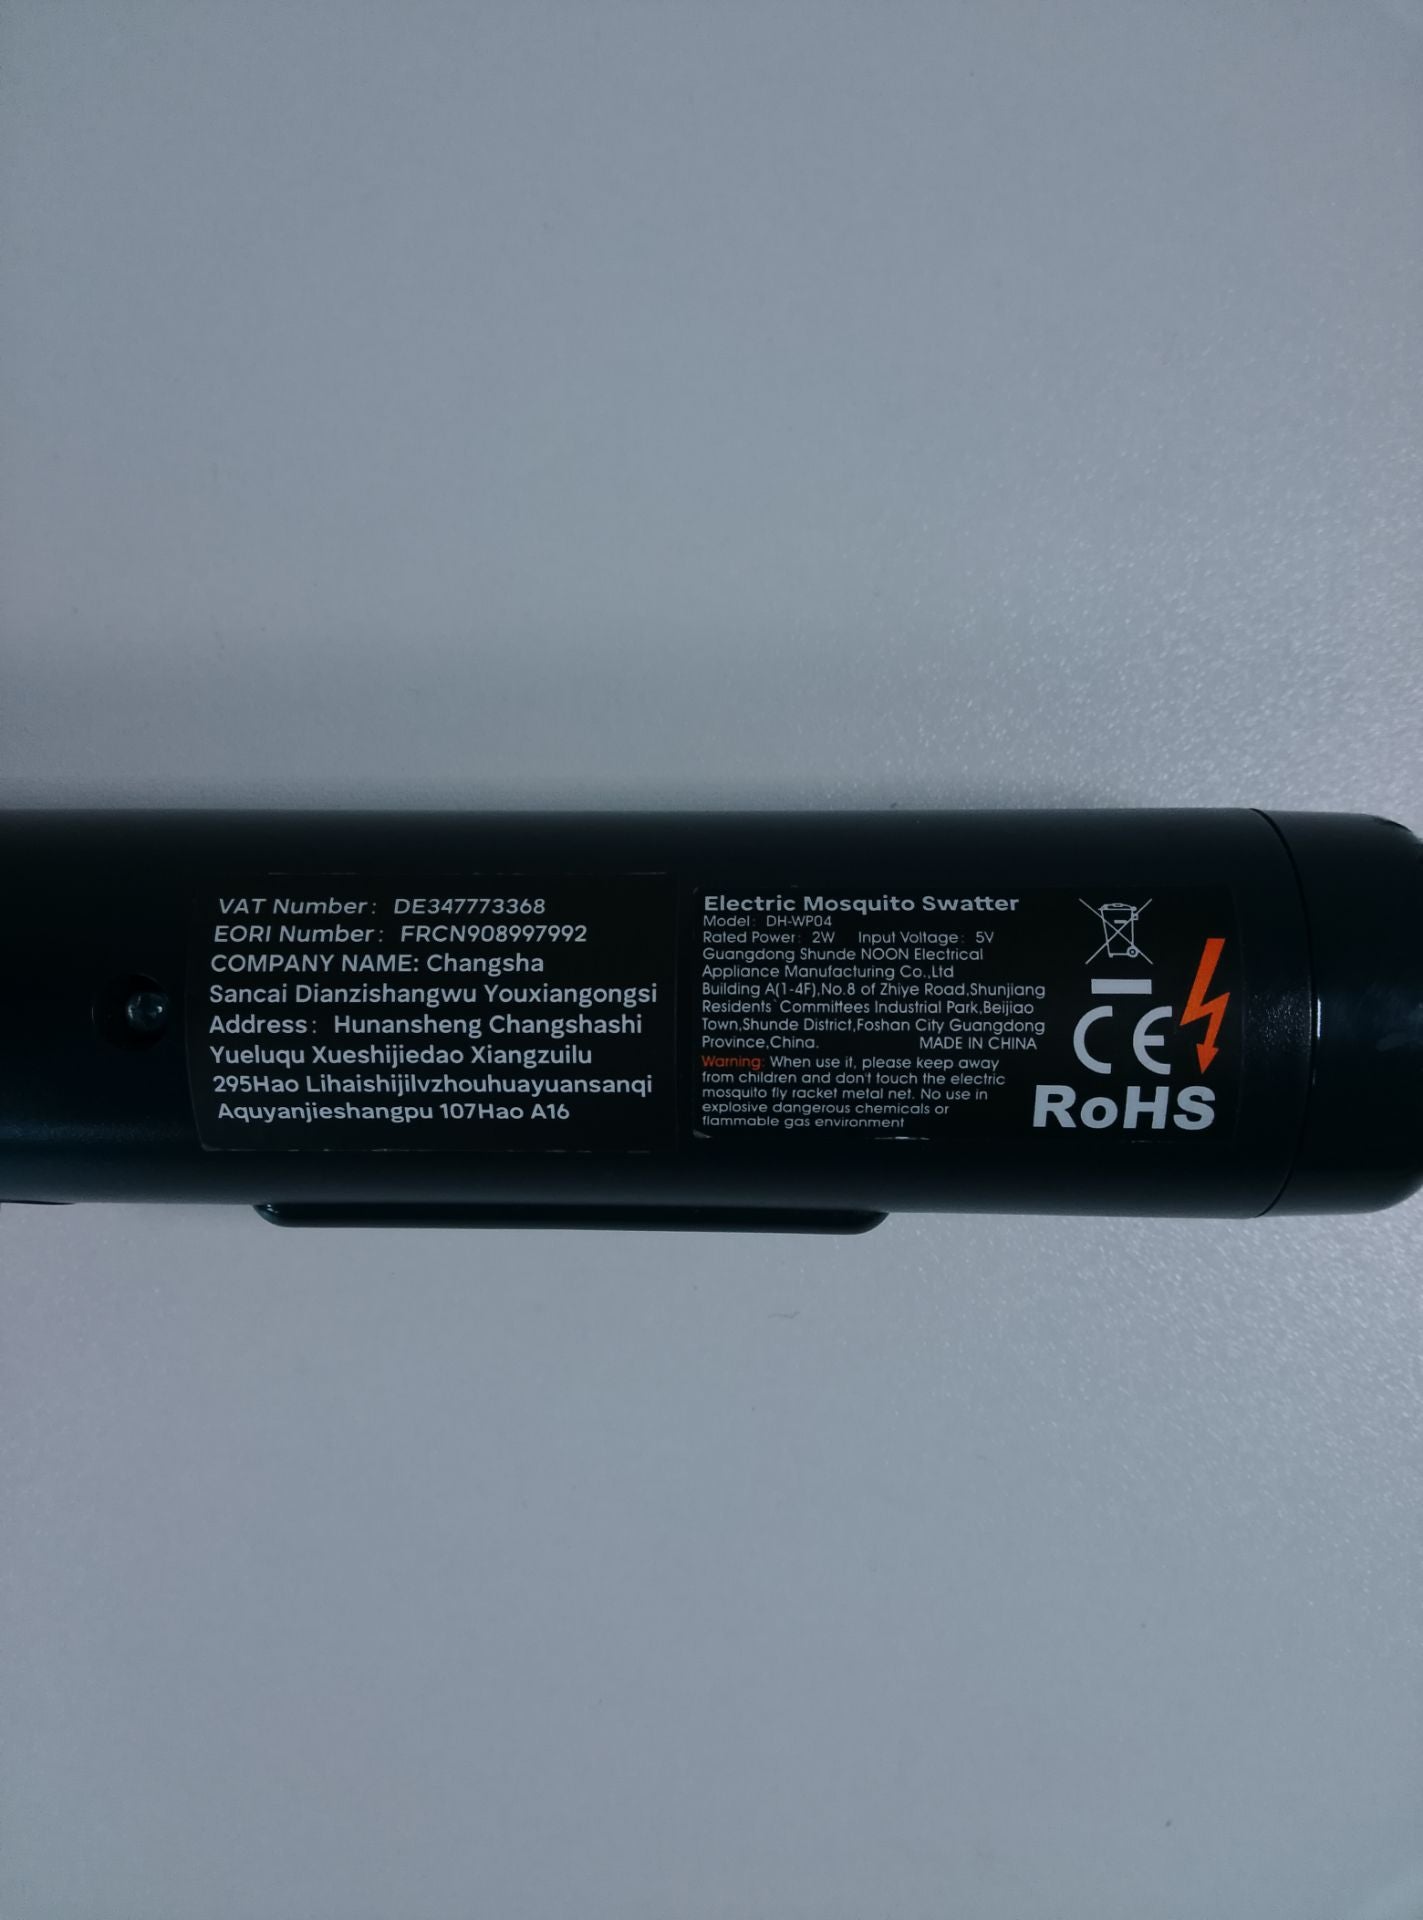 VAT Number: DE347773368
EORI Number: FRCN908997992
COMPANY NAME: Changsha
Sancai Dianzishangwu Youxiangongsi
Address: Hunansheng Changshashi
Yueluqu Xueshijiedao Xiangzuilu
295Hao Lihaishijilvzhouhuayuansanqi
Aquyanjieshangpu 107Hao A16
Electric Mosquito Swatter
Model: DH-WP04
Rated Power: 2W Input Voltage: 5V
Guangdong Shunde NOON Electrical
Appliance Manufacturing Co.,Ltd
Building A(1-4F),No.8 of Zhiye Road,Shunjiang
Residents` Committees Industrial Park,Beijiao
Town,Shunde District,Foshan City Guangdong
Province,China. MADE IN CHINA
Warning: When use it, please keep away
from children and don't touch the electric
mosquito fly racket metal net. No use in
explosive dangerous chemicals or
flammable gas environment
CE
RoHS